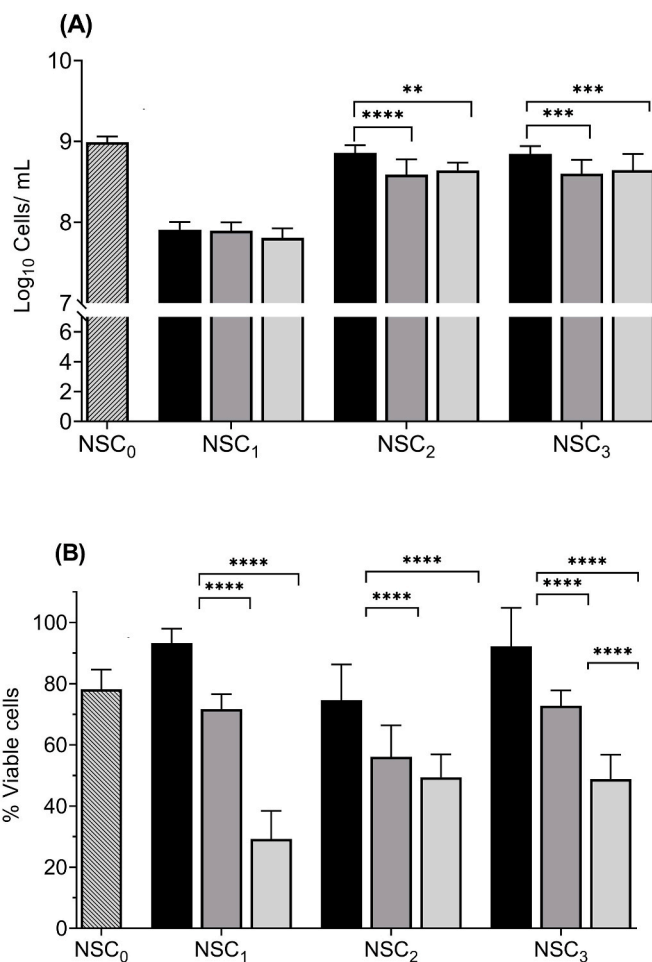 (A)
10
9
8
7
6
4
2
0
Log10 Cells/ mL
**
****
***
***
NSC0
NSC1
NSC2
NSC3
(B)
100
80
60
40
20
0
% Viable cells
****
****
****
****
****
****
****
NSC0
NSC1
NSC2
NSC3